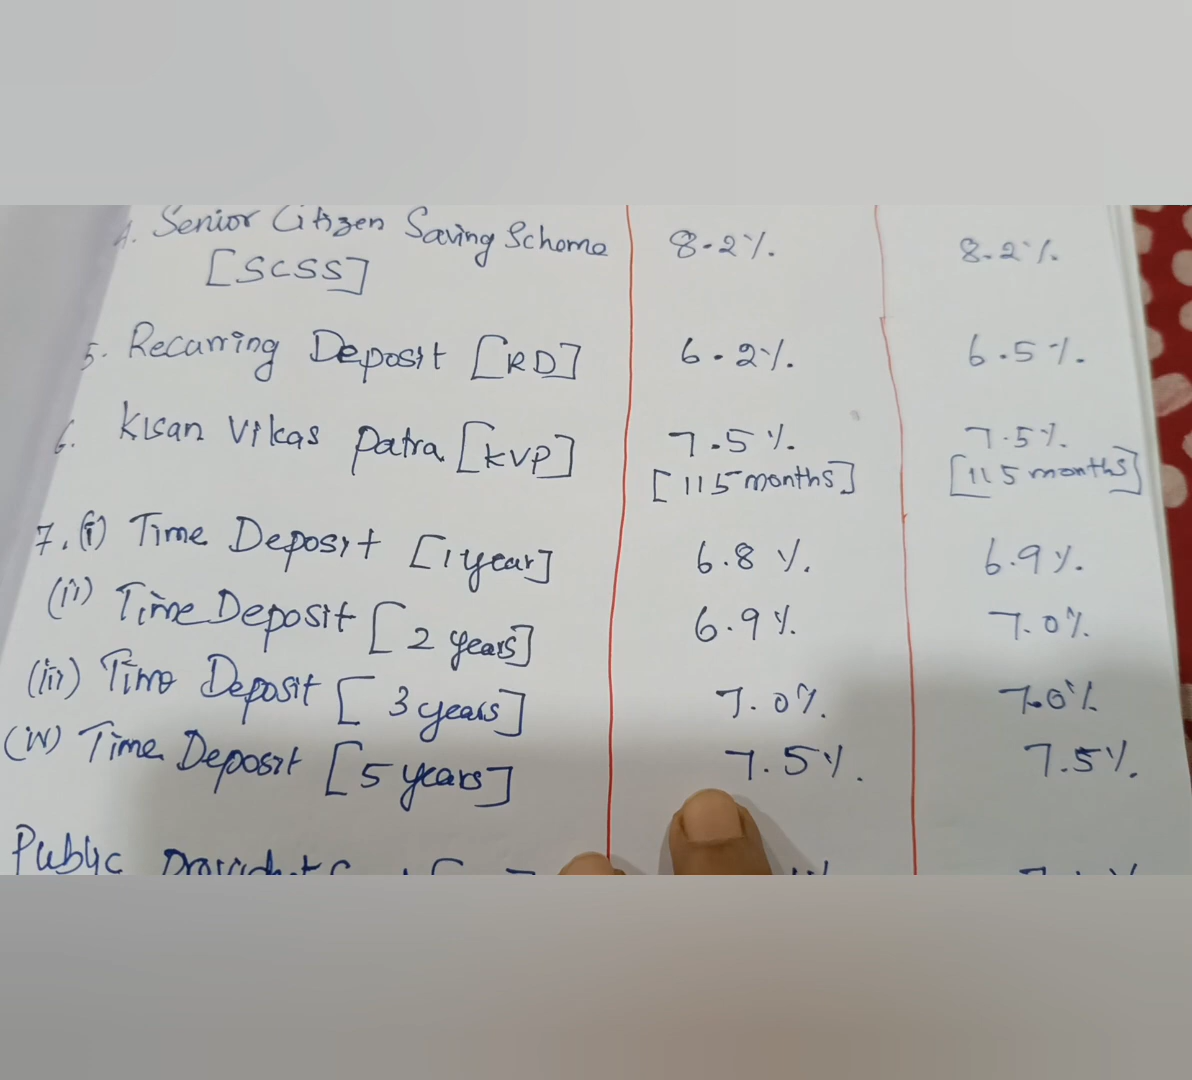 4. Senior Citizen Saving Scheme 8.2% 8.2%
[SCSS]
5. Recurring Deposit [RD] 6.2% 6.5%
6. Kisan Vikas Patra [KVP] 7.5% 7.5%
[115 months] [115 months]
7. (i) Time Deposit [1 year] 6.8% 6.9%
(ii) Time Deposit [2 years] 6.9% 7.0%
(iii) Time Deposit [3 years] 7.0% 7.0%
(iv) Time Deposit [5 years] 7.5% 7.5%
Public